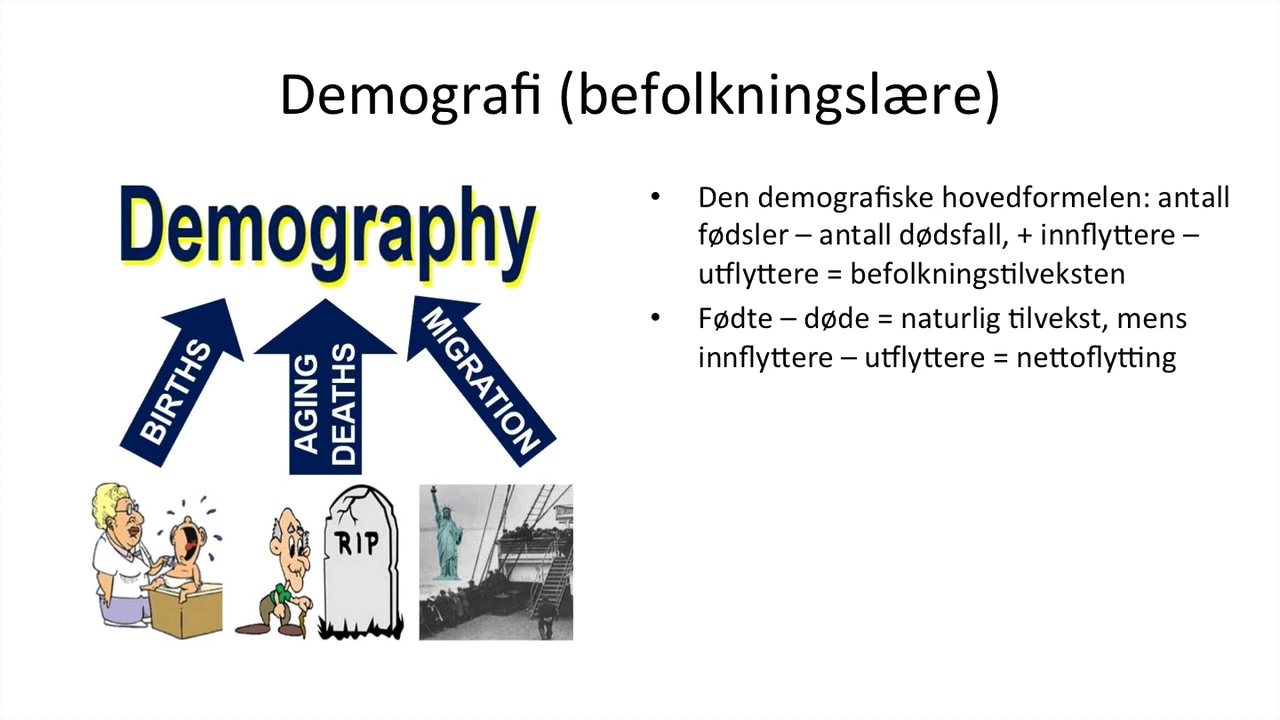 Demografi (befolkningslære)
Demography
BIRTHS
AGING
DEATHS
MIGRATION
RIP
• Den demografiske hovedformelen: antall
fødsler – antall dødsfall, + innflyttere –
utflyttere = befolkningstilveksten
• Fødte – døde = naturlig tilvekst, mens
innflyttere – utflyttere = nettoflytting